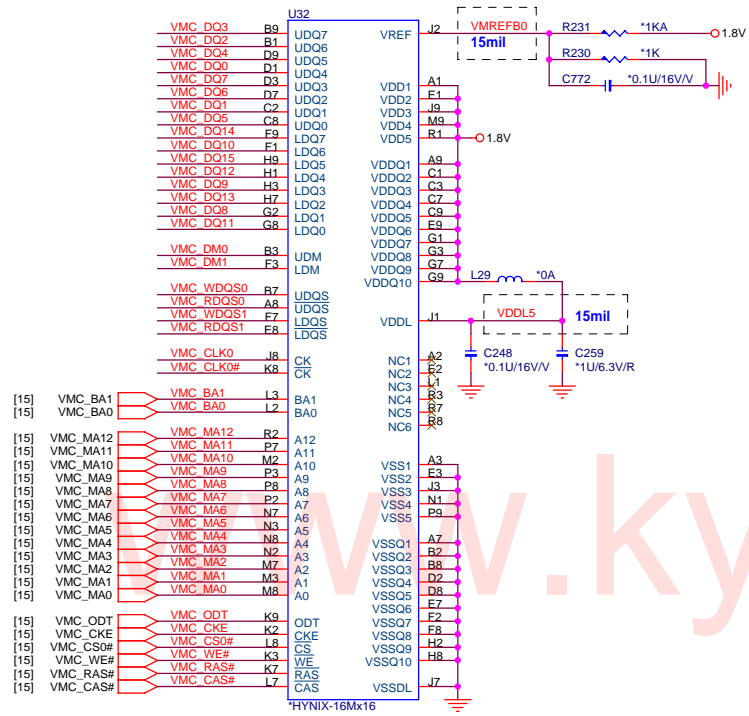 U32
VMC_DQ3 B9 UDQ7
VMC_DQ2 B1 UDQ6
VMC_DQ4 D9 UDQ5
VMC_DQ0 D1 UDQ4
VMC_DQ7 D3 UDQ3
VMC_DQ6 D7 UDQ2
VMC_DQ1 C2 UDQ1
VMC_DQ5 C8 UDQ0
VMC_DQ14 F9 LDQ7
VMC_DQ10 F1 LDQ6
VMC_DQ15 H9 LDQ5
VMC_DQ12 H1 LDQ4
VMC_DQ9 H3 LDQ3
VMC_DQ13 H7 LDQ2
VMC_DQ8 G2 LDQ1
VMC_DQ11 G8 LDQ0
VMC_DM0 B3 UDM
VMC_DM1 F3 LDM
VMC_WDQS0 B7 UDQS
VMC_RDQS0 A8 UDQS
VMC_WDQS1 F7 LDQS
VMC_RDQS1 E8 LDQS
VMC_CLK0 J8 CK
VMC_CLK0# K8 CK
[15] VMC_BA1 VMC_BA1 L3 BA1
[15] VMC_BA0 VMC_BA0 L2 BA0
[15] VMC_MA12 VMC_MA12 R2 A12
[15] VMC_MA11 VMC_MA11 P7 A11
[15] VMC_MA10 VMC_MA10 M2 A10
[15] VMC_MA9 VMC_MA9 P3 A9
[15] VMC_MA8 VMC_MA8 P8 A8
[15] VMC_MA7 VMC_MA7 P2 A7
[15] VMC_MA6 VMC_MA6 N7 A6
[15] VMC_MA5 VMC_MA5 N3 A5
[15] VMC_MA4 VMC_MA4 N8 A4
[15] VMC_MA3 VMC_MA3 N2 A3
[15] VMC_MA2 VMC_MA2 M7 A2
[15] VMC_MA1 VMC_MA1 M3 A1
[15] VMC_MA0 VMC_MA0 M8 A0
[15] VMC_ODT VMC_ODT K9 ODT
[15] VMC_CKE VMC_CKE K2 CKE
[15] VMC_CS0# VMC_CS0# L8 CS
[15] VMC_WE# VMC_WE# K3 WE
[15] VMC_RAS# VMC_RAS# K7 RAS
[15] VMC_CAS# VMC_CAS# L7 CAS
*HYNIX-16Mx16
VREF J2 VMREFB0
15mil
R231 *1KA 1.8V
R230 *1K
C772 *0.1U/16V/V
VDD1 A1
VDD2 E1
VDD3 J9
VDD4 M9
VDD5 R1 1.8V
VDDQ1 A9
VDDQ2 C1
VDDQ3 C3
VDDQ4 C7
VDDQ5 C9
VDDQ6 E9
VDDQ7 G1
VDDQ8 G3
VDDQ9 G7
VDDQ10 G9
L29 *0A
VDDL J1 VDDL5 15mil
C248
*0.1U/16V/V
C259
*1U/6.3V/R
NC1 A2
NC2 E2
NC3 L1
NC4 R3
NC5 R7
NC6 R8
VSS1 A3
VSS2 E3
VSS3 J3
VSS4 N1
VSS5 P9
VSSQ1 A7
VSSQ2 B2
VSSQ3 B8
VSSQ4 D2
VSSQ5 D8
VSSQ6 E7
VSSQ7 F2
VSSQ8 F8
VSSQ9 H2
VSSQ10 H8
VSSDL J7
www.ky